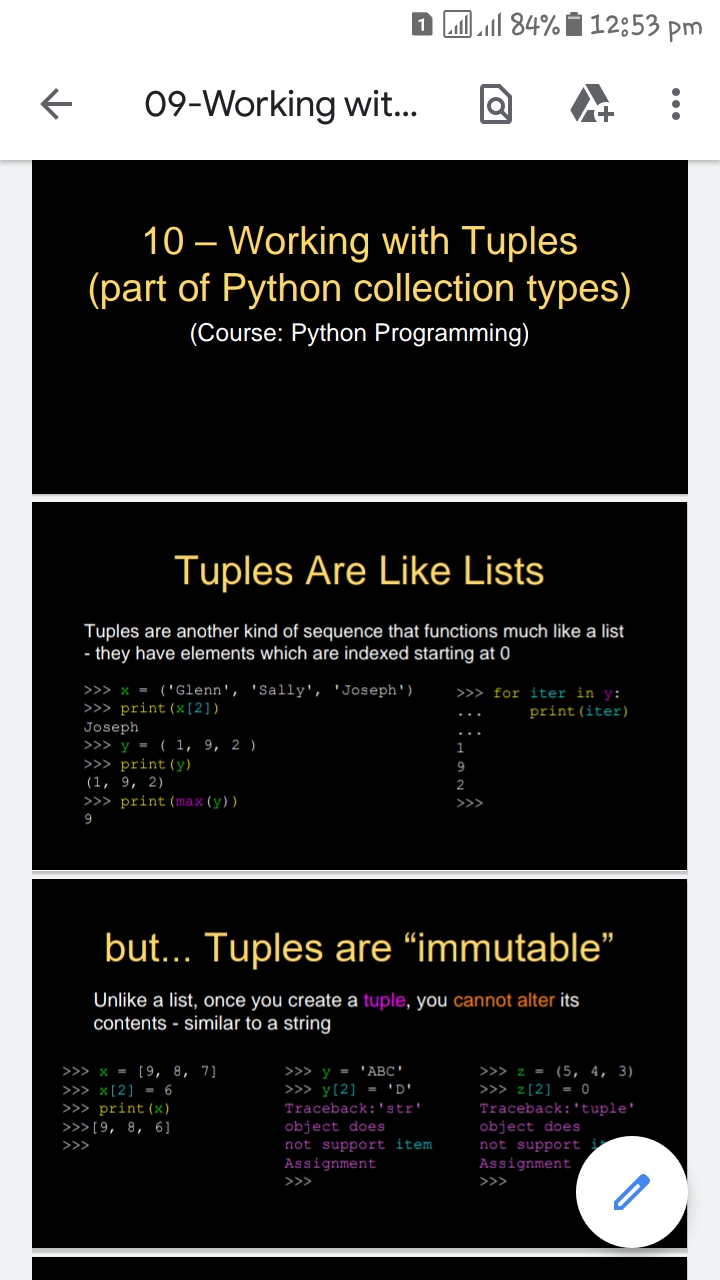 1 84% 12:53 pm
09-Working wit...
10 – Working with Tuples
(part of Python collection types)
(Course: Python Programming)
Tuples Are Like Lists
Tuples are another kind of sequence that functions much like a list
- they have elements which are indexed starting at 0
>>> x = ('Glenn', 'Sally', 'Joseph')
>>> print(x[2])
Joseph
>>> y = ( 1, 9, 2 )
>>> print(y)
(1, 9, 2)
>>> print(max(y))
9
>>> for iter in y:
...     print(iter)
...
1
9
2
>>>
but... Tuples are “immutable”
Unlike a list, once you create a tuple, you cannot alter its
contents - similar to a string
>>> x = [9, 8, 7]
>>> x[2] = 6
>>> print(x)
>>>[9, 8, 6]
>>>
>>> y = 'ABC'
>>> y[2] = 'D'
Traceback:'str'
object does
not support item
Assignment
>>>
>>> z = (5, 4, 3)
>>> z[2] = 0
Traceback:'tuple'
object does
not support
Assignment
>>>